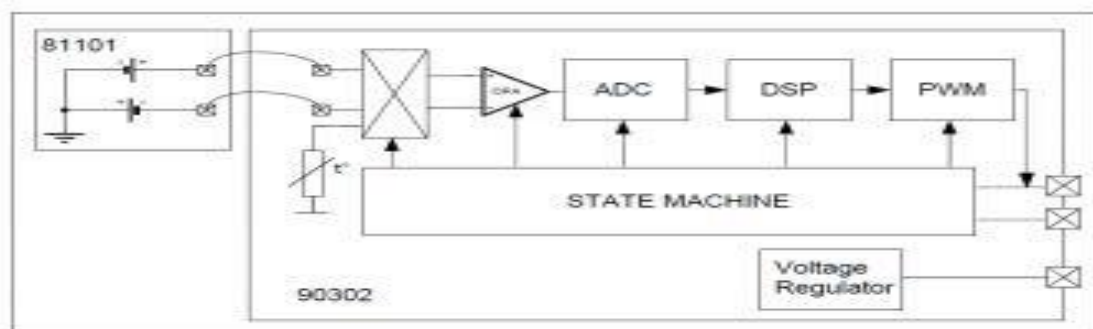 81101
OPA
ADC
DSP
PWM
t°
STATE MACHINE
Voltage
Regulator
90302